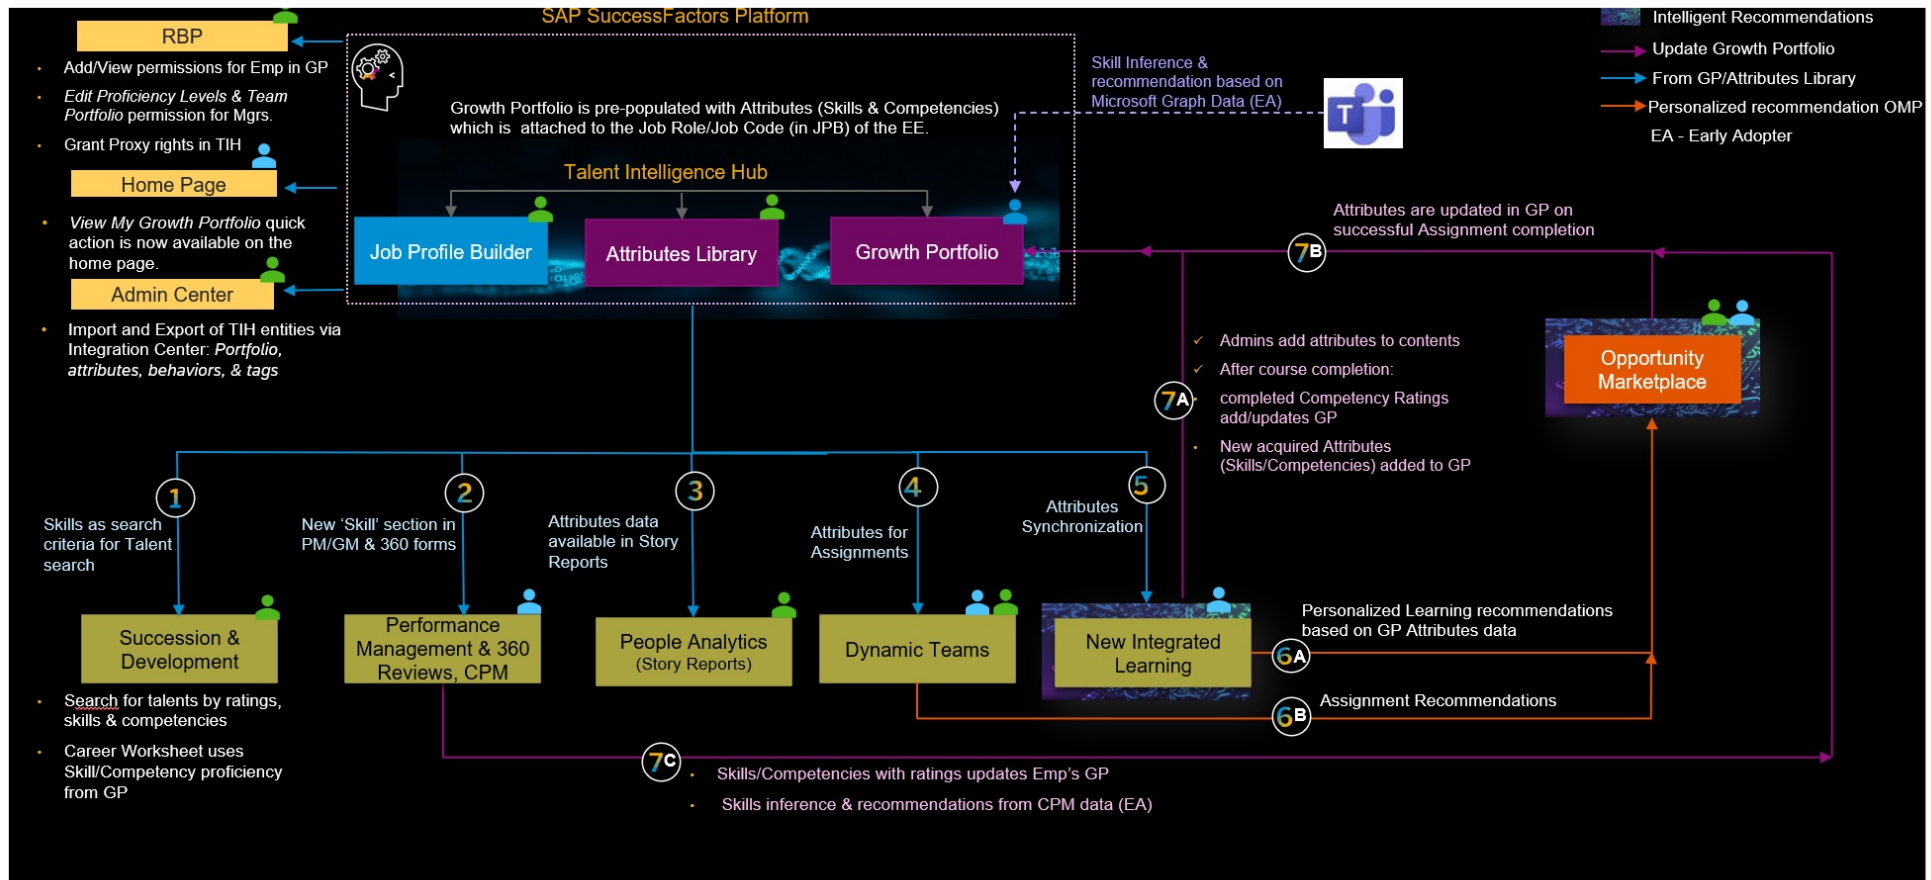 SAP SuccessFactors Platform
RBP
Add/View permissions for Emp in GP
Edit Proficiency Levels & Team
Portfolio permission for Mgrs.
Grant Proxy rights in TIH
Home Page
View My Growth Portfolio quick
action is now available on the
home page.
Admin Center
Import and Export of TIH entities via
Integration Center: Portfolio,
attributes, behaviors, & tags
Growth Portfolio is pre-populated with Attributes (Skills & Competencies)
which is attached to the Job Role/Job Code (in JPB) of the EE.
Talent Intelligence Hub
Job Profile Builder
Attributes Library
Growth Portfolio
Skill Inference &
recommendation based on
Microsoft Graph Data (EA)
T
Intelligent Recommendations
Update Growth Portfolio
From GP/Attributes Library
Personalized recommendation OMP
EA - Early Adopter
7B
Attributes are updated in GP on
successful Assignment completion
7A
Admins add attributes to contents
After course completion:
completed Competency Ratings
add/updates GP
New acquired Attributes
(Skills/Competencies) added to GP
Opportunity
Marketplace
1
Skills as search
criteria for Talent
search
2
New ‘Skill’ section in
PM/GM & 360 forms
3
Attributes data
available in Story
Reports
4
Attributes for
Assignments
5
Attributes
Synchronization
Succession &
Development
Search for talents by ratings,
skills & competencies
Career Worksheet uses
Skill/Competency proficiency
from GP
Performance
Management & 360
Reviews, CPM
People Analytics
(Story Reports)
Dynamic Teams
New Integrated
Learning
6A
Personalized Learning recommendations
based on GP Attributes data
6B
Assignment Recommendations
7C
Skills/Competencies with ratings updates Emp’s GP
Skills inference & recommendations from CPM data (EA)